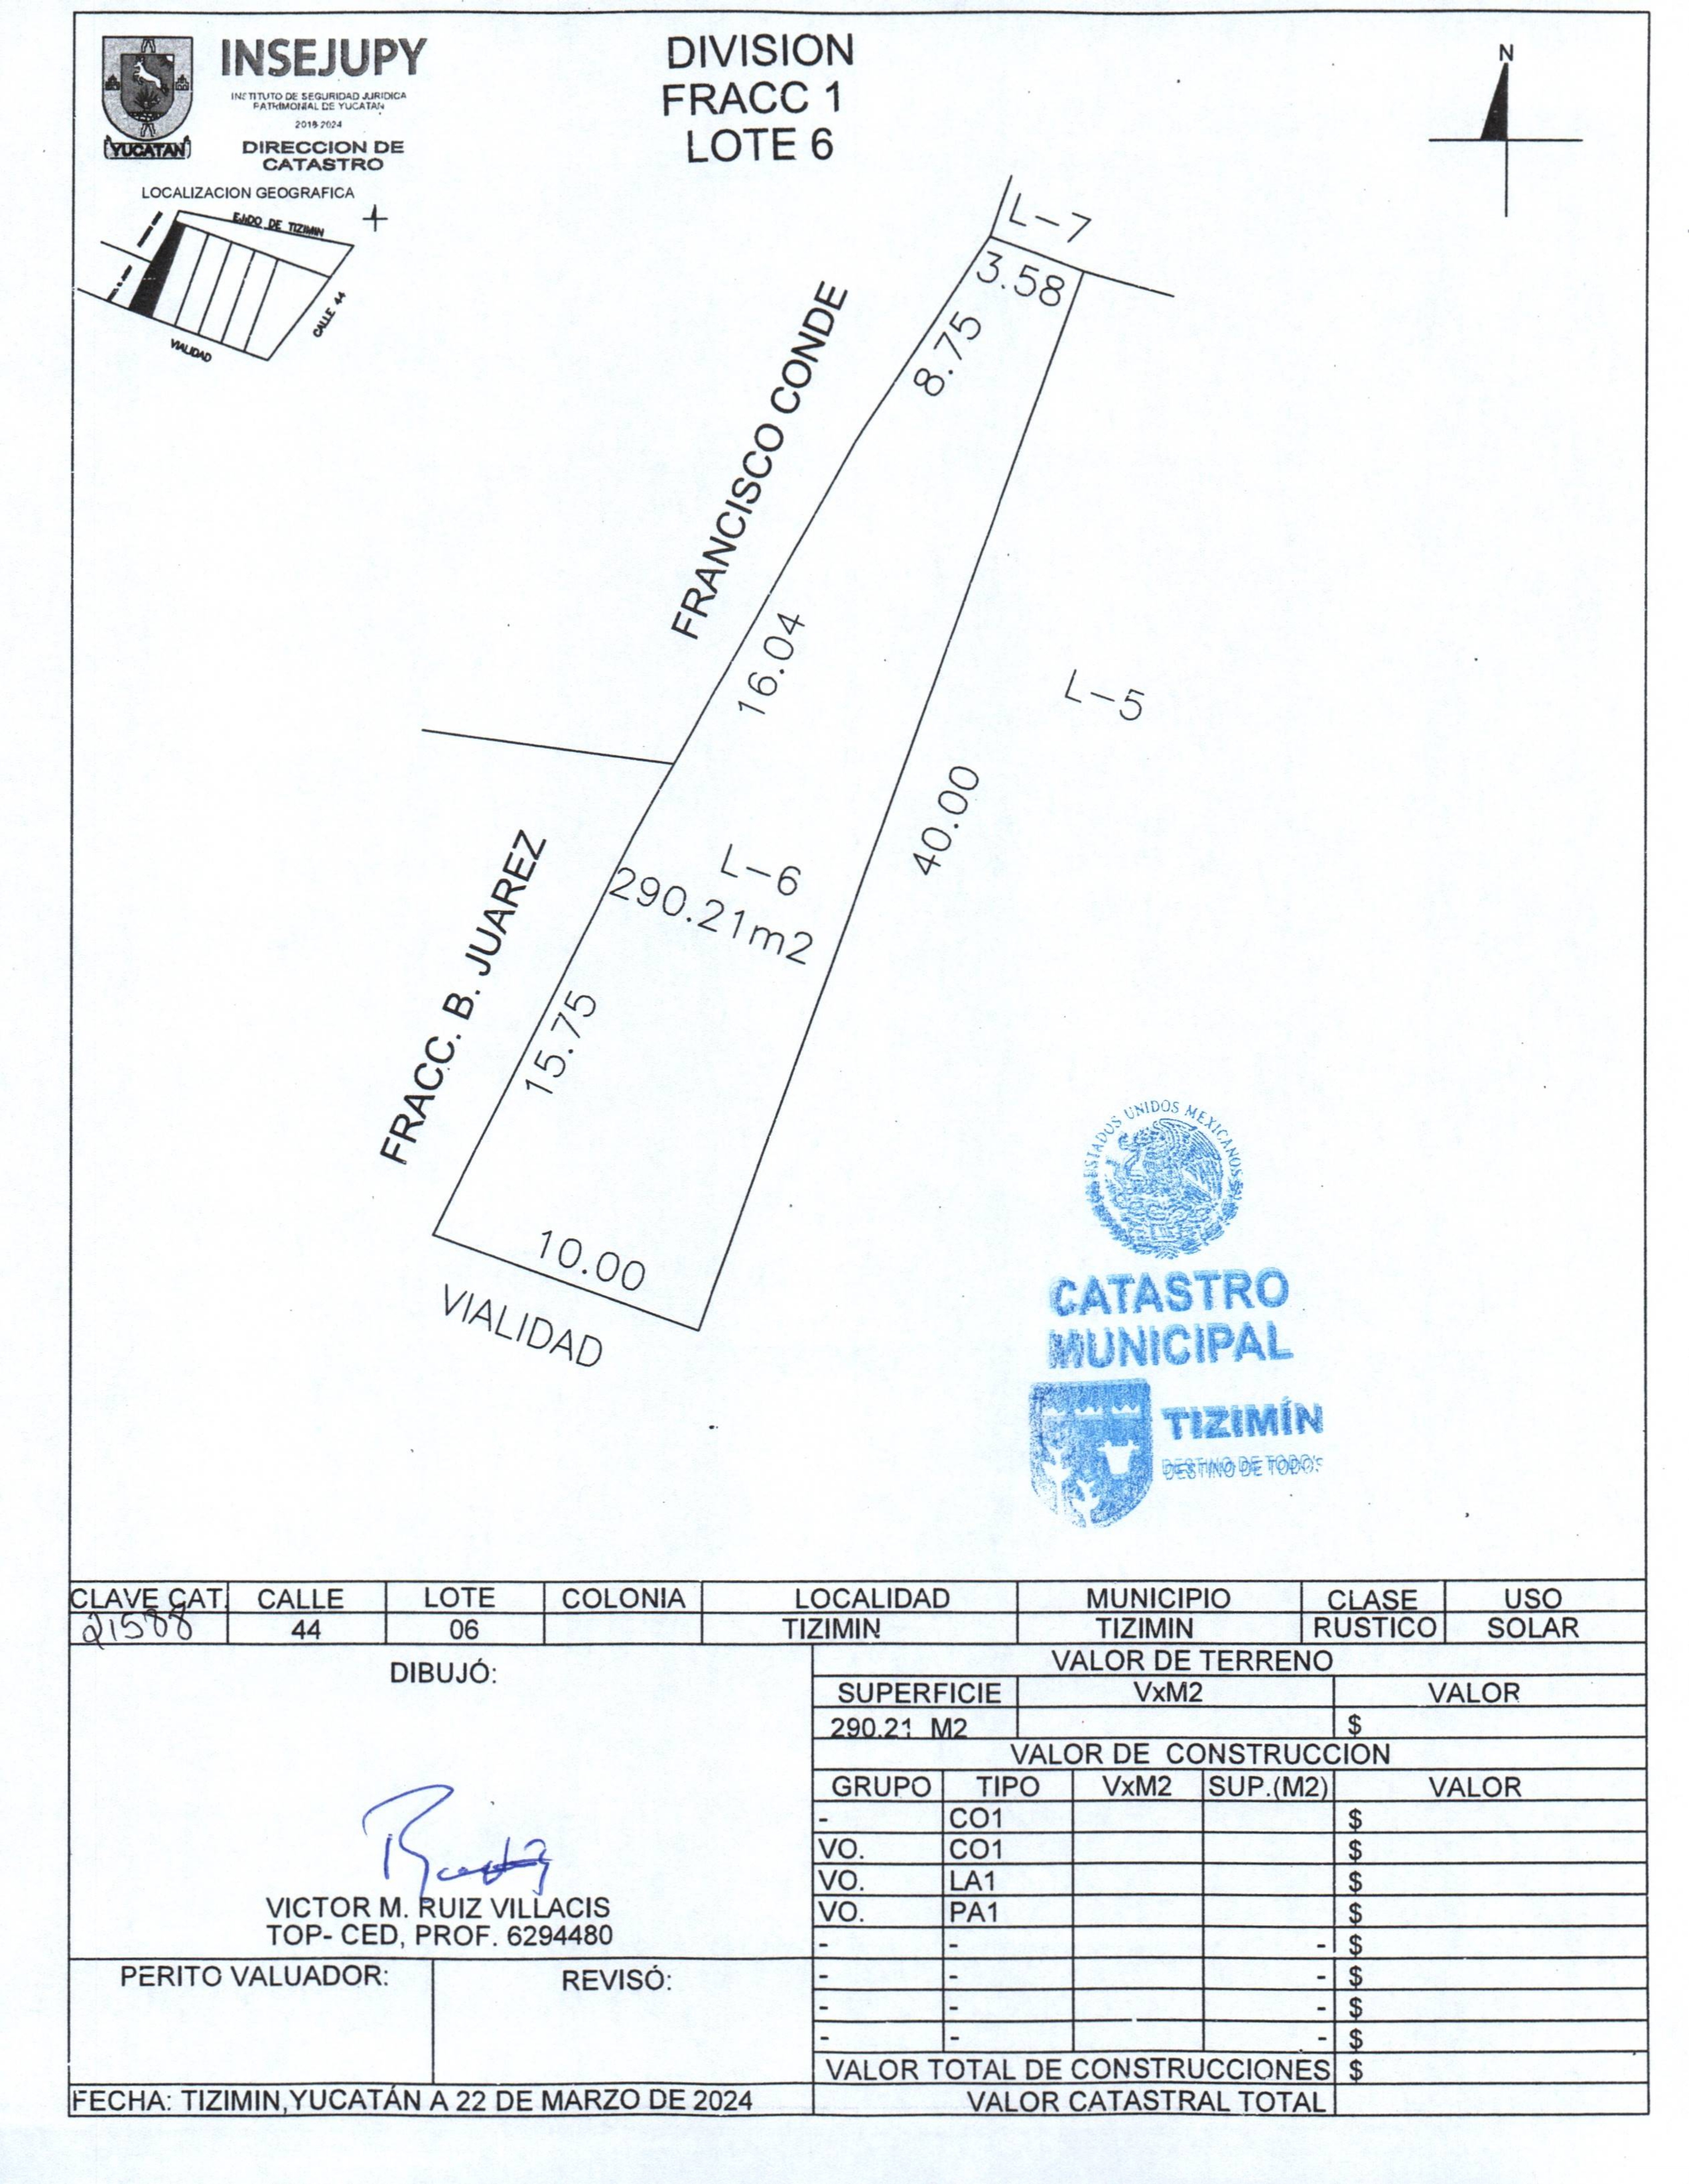 INSEJUPY
INSTITUTO DE SEGURIDAD JURIDICA
PATRIMONIAL DE YUCATAN
2018-2024
DIRECCION DE
CATASTRO
YUCATAN
LOCALIZACION GEOGRAFICA
EJIDO DE TIZIMIN
CALLE 44
VIALIDAD
DIVISION
FRACC 1
LOTE 6
N
L-7
3.58
8.75
FRANCISCO CONDE
16.04
L-5
40.00
L-6
290.21m2
FRACC. B. JUAREZ
15.75
10.00
VIALIDAD
ESTADOS UNIDOS MEXICANOS
CATASTRO
MUNICIPAL
TIZIMÍN
DESTINO DE TODOS
CLAVE CAT. CALLE LOTE COLONIA LOCALIDAD MUNICIPIO CLASE USO
21588 44 06 TIZIMIN TIZIMIN RUSTICO SOLAR
DIBUJÓ:
VICTOR M. RUIZ VILLACIS
TOP- CED, PROF. 6294480
PERITO VALUADOR: REVISÓ:
FECHA: TIZIMIN,YUCATÁN A 22 DE MARZO DE 2024
VALOR DE TERRENO
SUPERFICIE VxM2 VALOR
290.21 M2 $
VALOR DE CONSTRUCCION
GRUPO TIPO VxM2 SUP.(M2) VALOR
- CO1 $
VO. CO1 $
VO. LA1 $
VO. PA1 $
- - - $
- - - $
- - - $
- - - $
VALOR TOTAL DE CONSTRUCCIONES $
VALOR CATASTRAL TOTAL